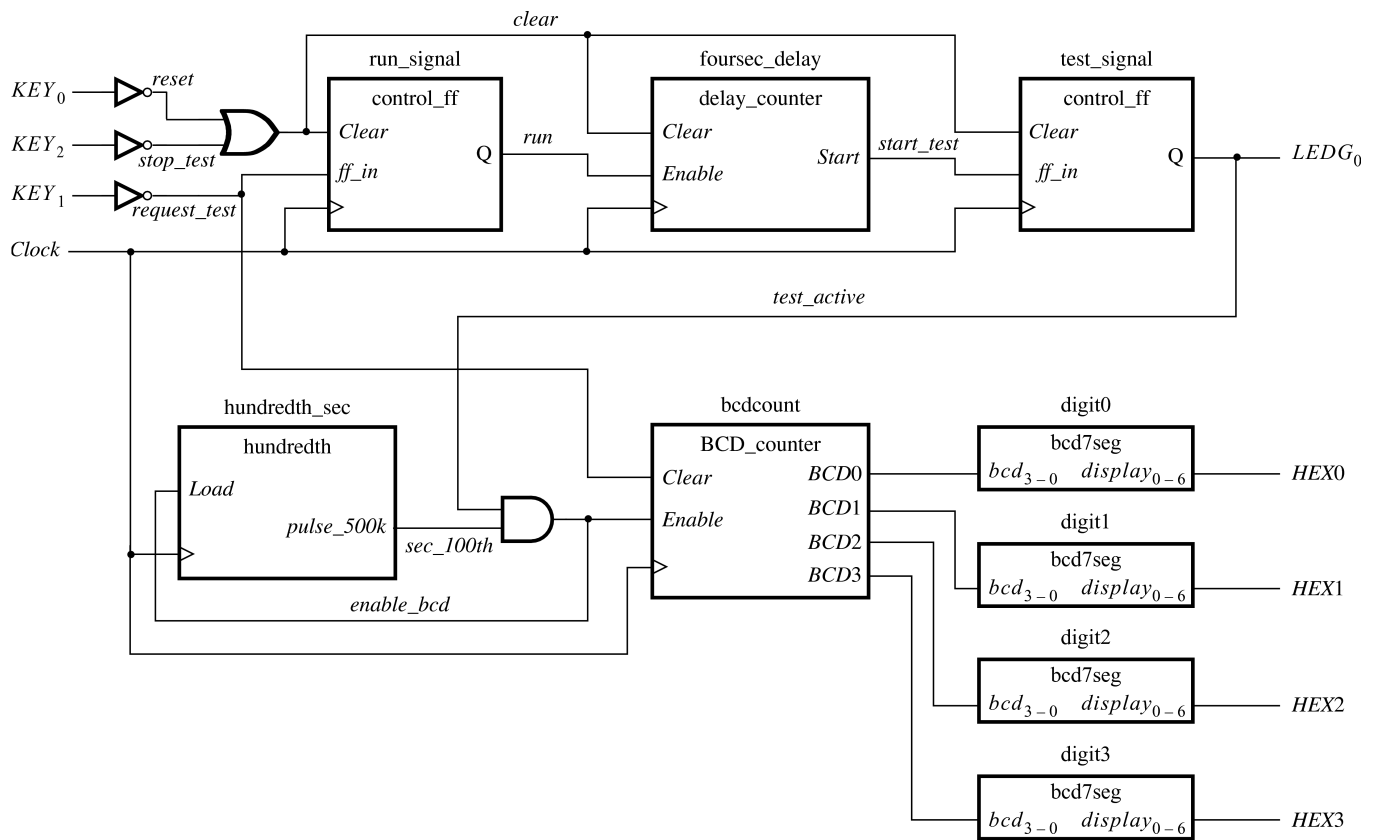 clear
run_signal
foursec_delay
test_signal
KEY0
reset
control_ff
delay_counter
control_ff
Clear
Clear
Clear
KEY2
stop_test
run
start_test
Q
Start
Q
LEDG0
ff_in
Enable
ff_in
KEY1
request_test
Clock
test_active
hundredth_sec
bcdcount
digit0
hundredth
BCD_counter
bcd7seg
BCD0
bcd3–0 display0–6
HEX0
Load
Clear
BCD1
digit1
pulse_500k
Enable
BCD2
bcd7seg
sec_100th
BCD3
bcd3–0 display0–6
HEX1
enable_bcd
digit2
bcd7seg
bcd3–0 display0–6
HEX2
digit3
bcd7seg
bcd3–0 display0–6
HEX3